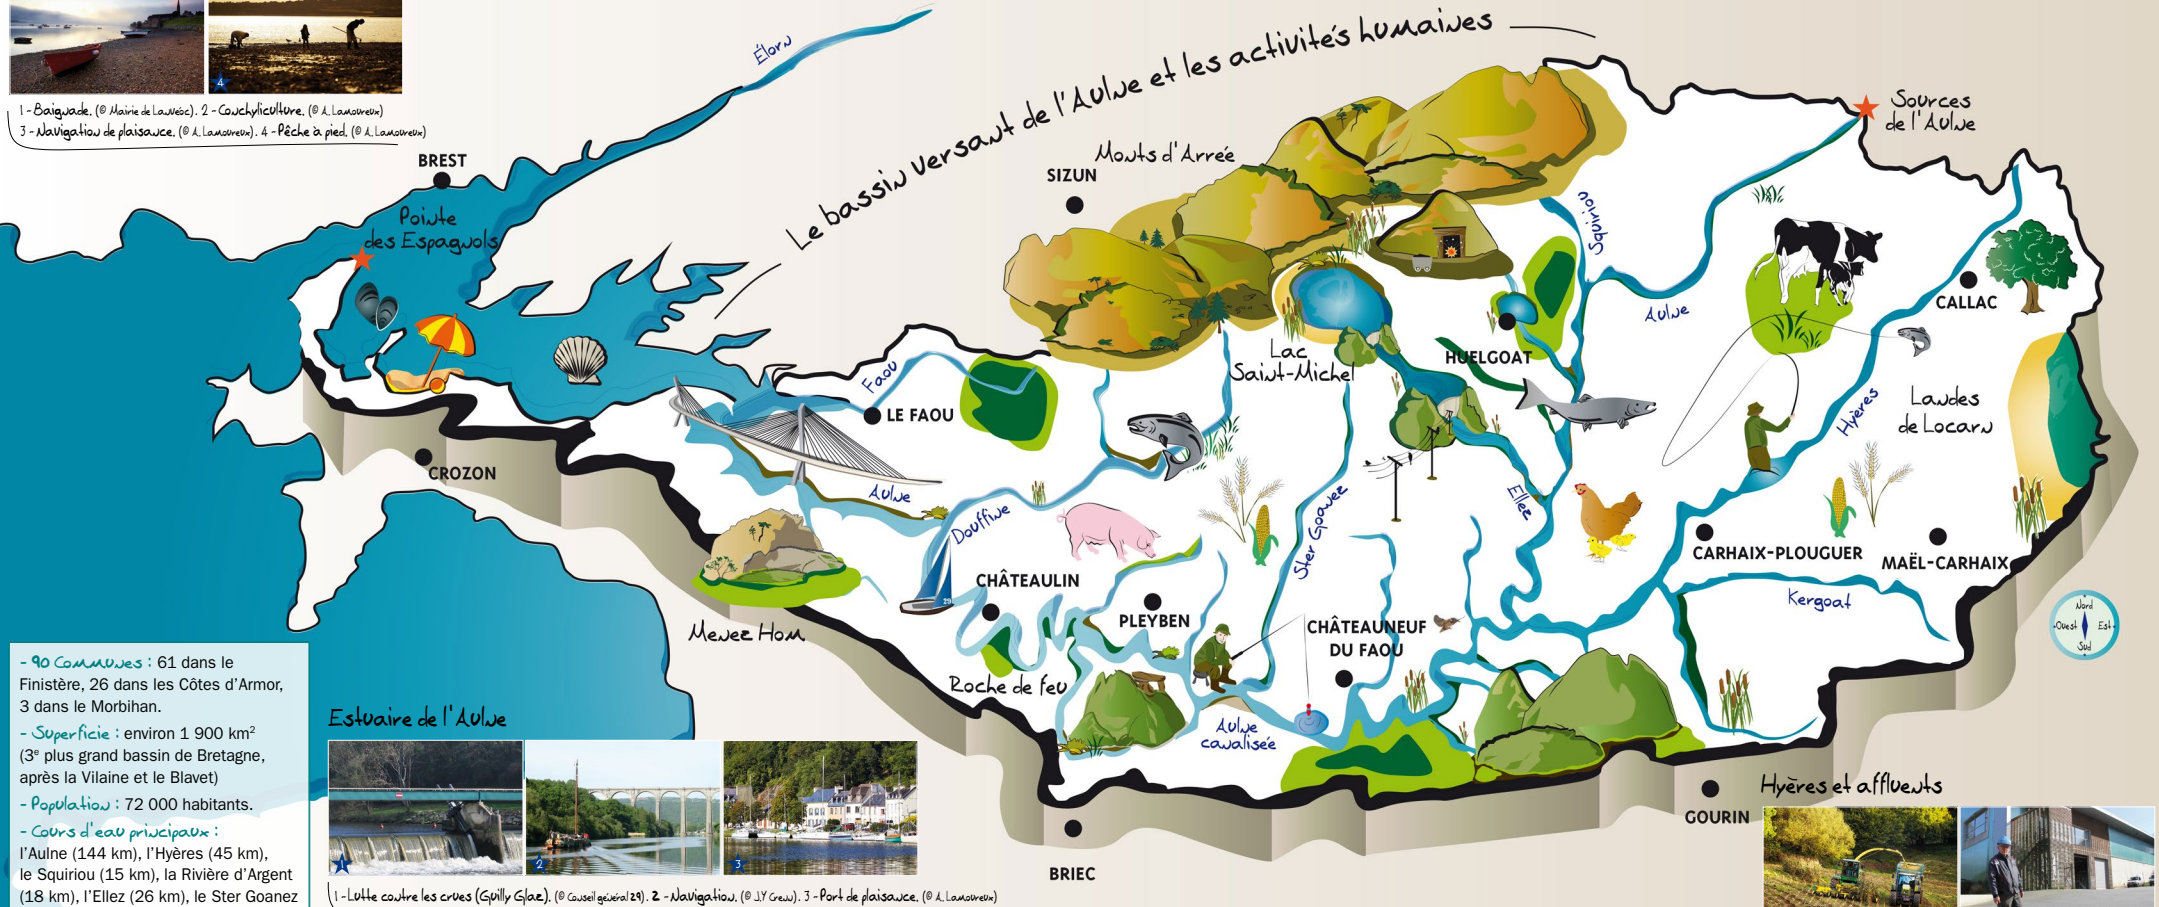 1 - Baignade. (© Mairie de Lanvéoc). 2 - Conchyliculture. (© A. Lamoureux)
3 - Navigation de plaisance. (© A. Lamoureux). 4 - Pêche à pied. (© A. Lamoureux)
4
Le bassin versant de l'Aulne et les activités humaines
Élorn
Sources
de l'Aulne
BREST
Monts d'Arrée
SIZUN
Pointe
des Espagnols
Squiriou
CALLAC
Aulne
Lac
Saint-Michel
HUELGOAT
Faou
LE FAOU
Landes
de Locarn
Hyères
CROZON
Aulne
Douffine
Ster Goanez
Ellez
CARHAIX-PLOUGUER
MAËL-CARHAIX
29
CHÂTEAULIN
PLEYBEN
Kergoat
Nord
Ouest
Est
Sud
Menez Hom
CHÂTEAUNEUF
DU FAOU
Roche de feu
Aulne
canalisée
- 90 Communes : 61 dans le
Finistère, 26 dans les Côtes d'Armor,
3 dans le Morbihan.
- Superficie : environ 1 900 km²
(3e plus grand bassin de Bretagne,
après la Vilaine et le Blavet)
- Population : 72 000 habitants.
- Cours d'eau principaux :
l'Aulne (144 km), l'Hyères (45 km),
le Squiriou (15 km), la Rivière d'Argent
(18 km), l'Ellez (26 km), le Ster Goanez
Estuaire de l'Aulne
1
2
3
1 - Lutte contre les crues (Guilly Glaz). (© Conseil général 29). 2 - Navigation. (© J.Y Crenn). 3 - Port de plaisance. (© A. Lamoureux)
BRIEC
GOURIN
Hyères et affluents